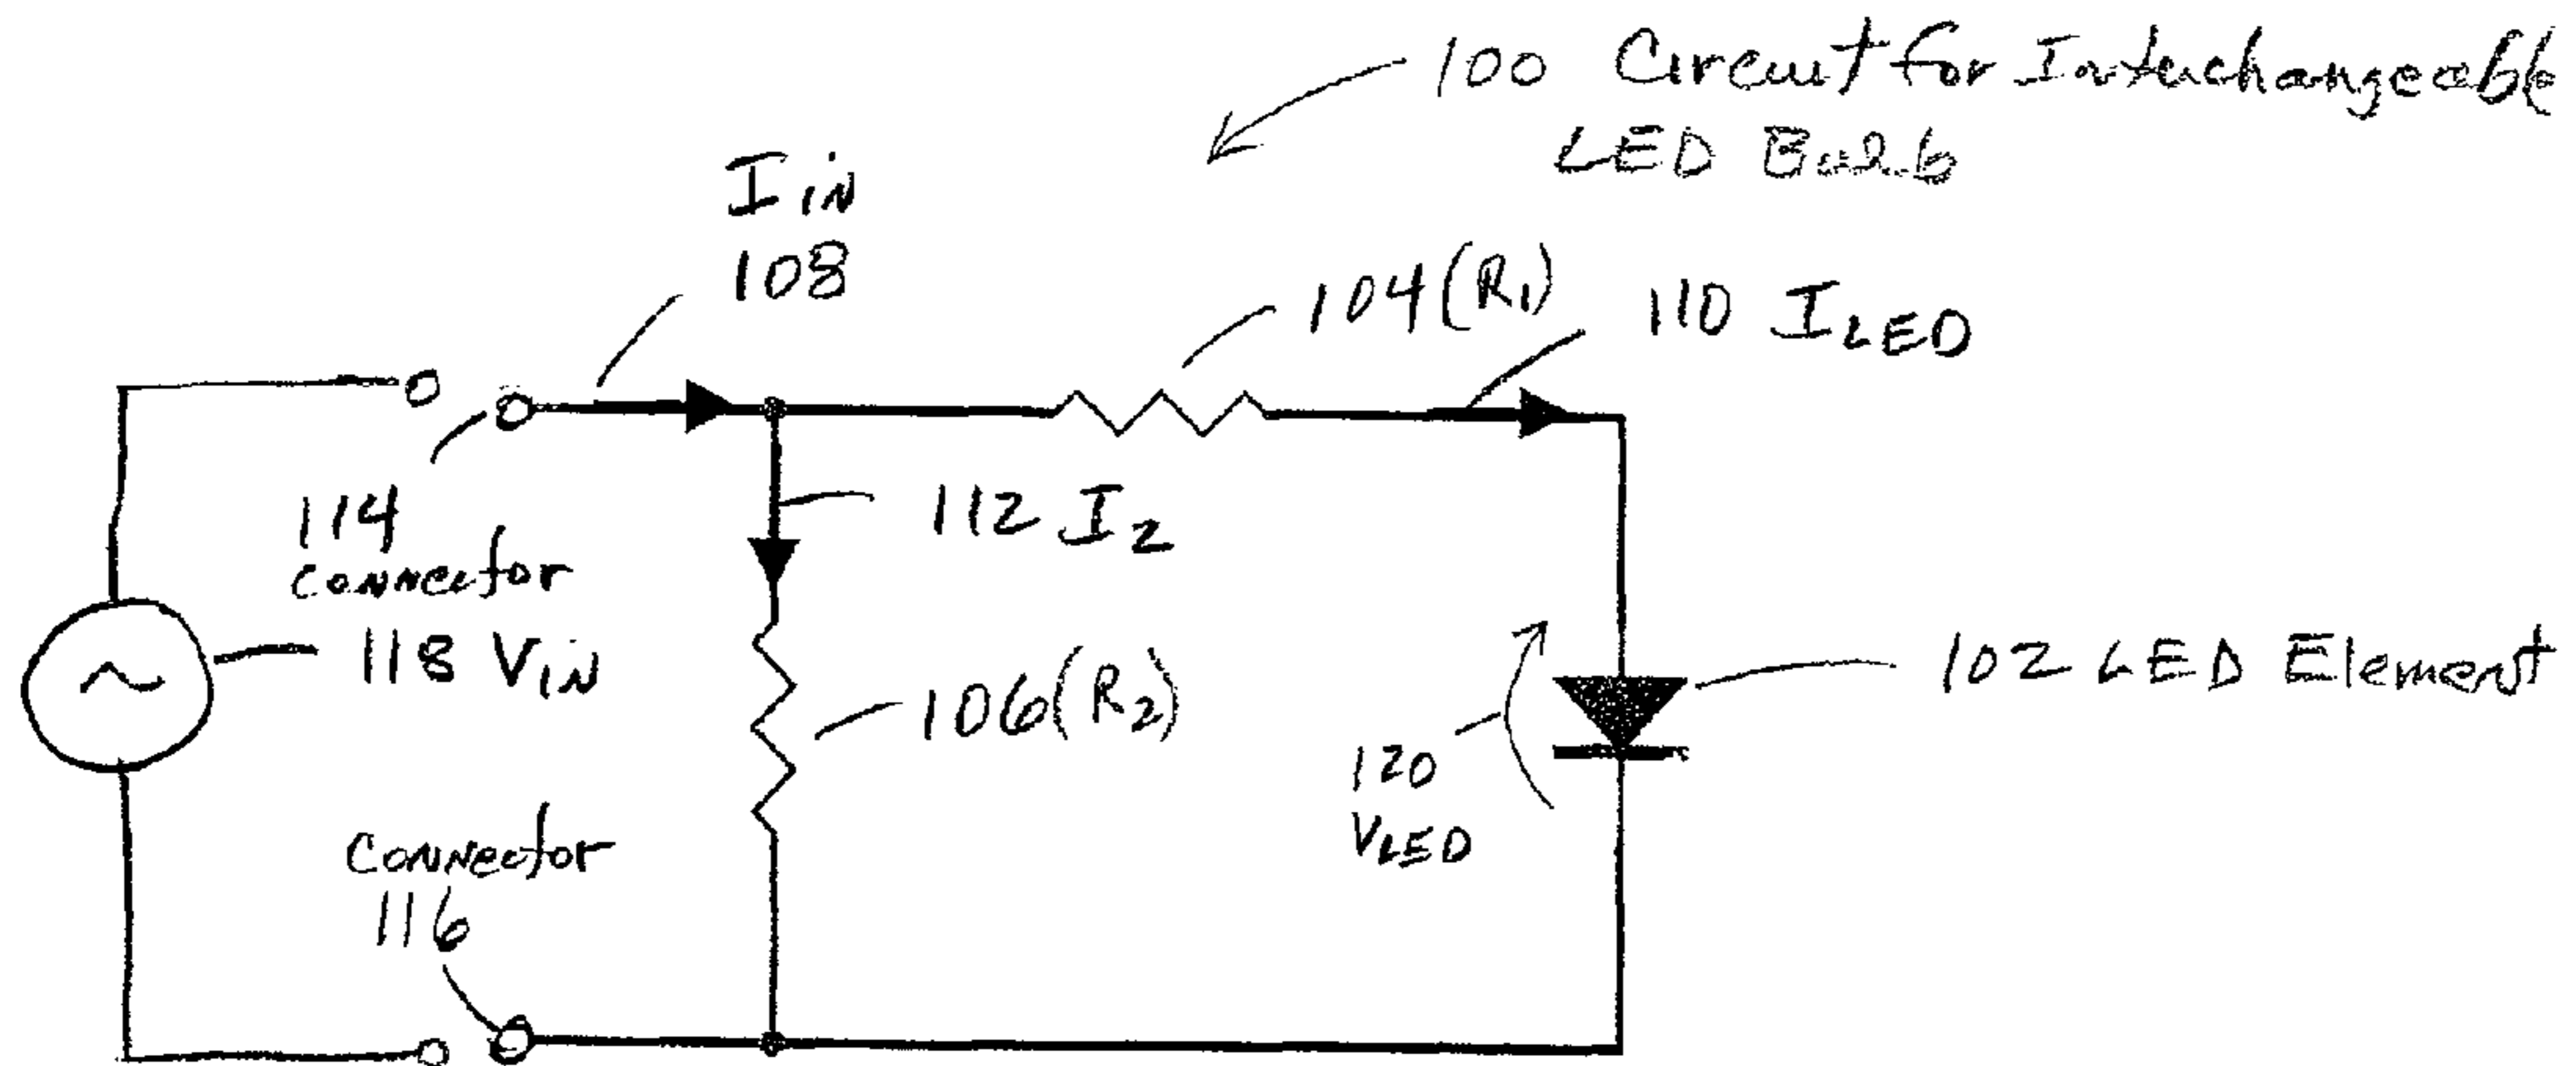 100 Circuit for Interchangeable
LED Bulb
IIN
108
104(R1)
110 ILED
114
Connector
112 I2
118 VIN
106(R2)
102 LED Element
120
VLED
Connector
116